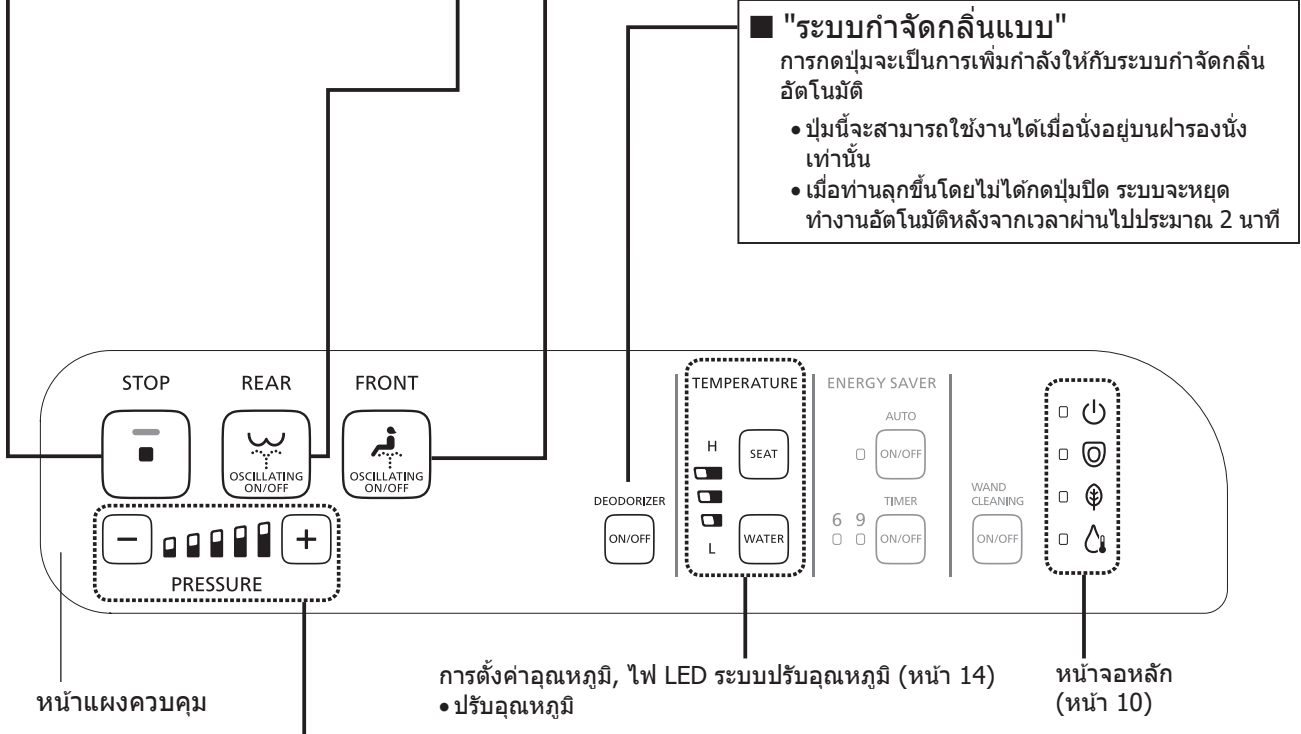 ■ "ระบบกำจัดกลิ่นแบบ"
การกดปุ่มจะเป็นการเพิ่มกำลังให้กับระบบกำจัดกลิ่น
อัตโนมัติ
• ปุ่มนี้จะสามารถใช้งานได้เมื่อนั่งอยู่บนฝารองนั่ง
เท่านั้น
• เมื่อท่านลุกขึ้นโดยไม่ได้กดปุ่มปิด ระบบจะหยุด
ทำงานอัตโนมัติหลังจากเวลาผ่านไปประมาณ 2 นาที
STOP
REAR
FRONT
OSCILLATING
ON/OFF
OSCILLATING
ON/OFF
PRESSURE
DEODORIZER
ON/OFF
TEMPERATURE
H
L
SEAT
WATER
ENERGY SAVER
AUTO
ON/OFF
TIMER
6 9
ON/OFF
WAND
CLEANING
ON/OFF
หน้าแผงควบคุม
การตั้งค่าอุณหภูมิ, ไฟ LED ระบบปรับอุณหภูมิ (หน้า 14)
• ปรับอุณหภูมิ
หน้าจอหลัก
(หน้า 10)